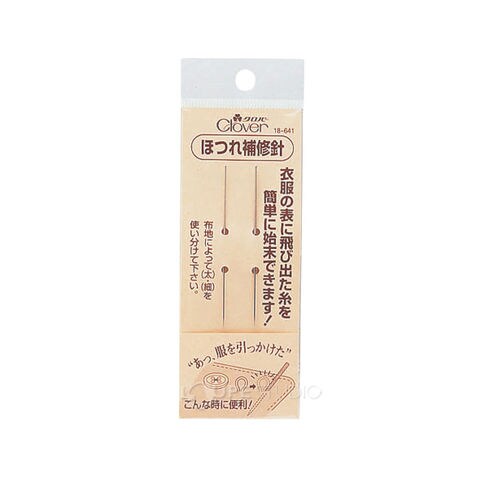 クロバー
Clover
18-641
ほつれ補修針
衣服の表に飛び出た糸を
簡単に始末できます!
布地によって(太・細)を
使い分けて下さい。
“あっ、服を引っかけた”
こんな時に便利!